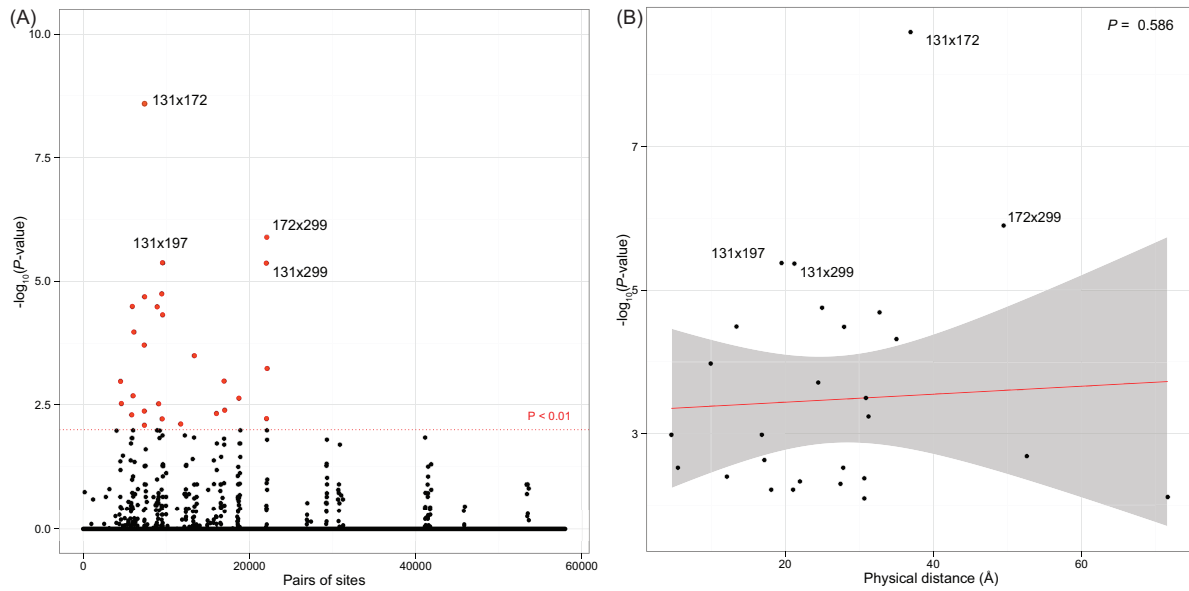 (A)
10.0
7.5
5.0
2.5
0.0
-log10(P-value)
131x172
172x299
131x197
131x299
P < 0.01
0
20000
40000
60000
Pairs of sites
(B)
P = 0.586
131x172
7
172x299
131x197
131x299
5
3
-log10(P-value)
20
40
60
Physical distance (Å)